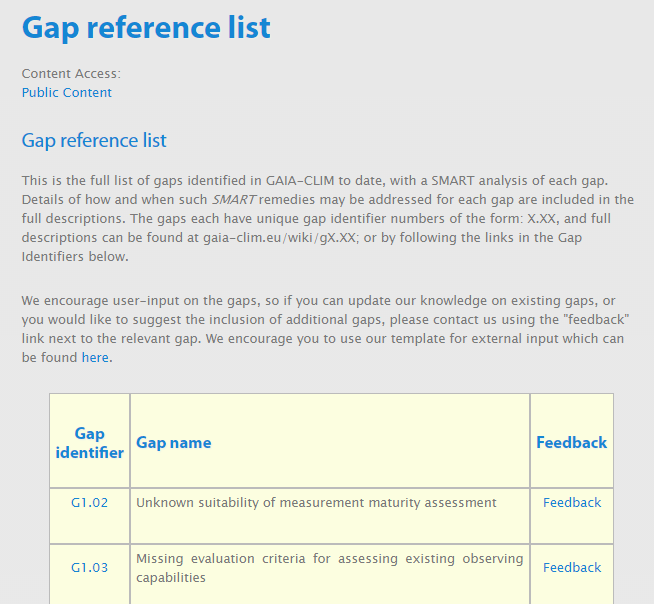 Gap reference list
Content Access:
Public Content
Gap reference list
This is the full list of gaps identified in GAIA-CLIM to date, with a SMART analysis of each gap.
Details of how and when such SMART remedies may be addressed for each gap are included in the
full descriptions. The gaps each have unique gap identifier numbers of the form: X.XX, and full
descriptions can be found at gaia-clim.eu/wiki/gX.XX; or by following the links in the Gap
Identifiers below.
We encourage user-input on the gaps, so if you can update our knowledge on existing gaps, or
you would like to suggest the inclusion of additional gaps, please contact us using the "feedback"
link next to the relevant gap. We encourage you to use our template for external input which can
be found here.
Gap
identifier
Gap name
Feedback
G1.02
Unknown suitability of measurement maturity assessment
Feedback
G1.03
Missing evaluation criteria for assessing existing observing
capabilities
Feedback